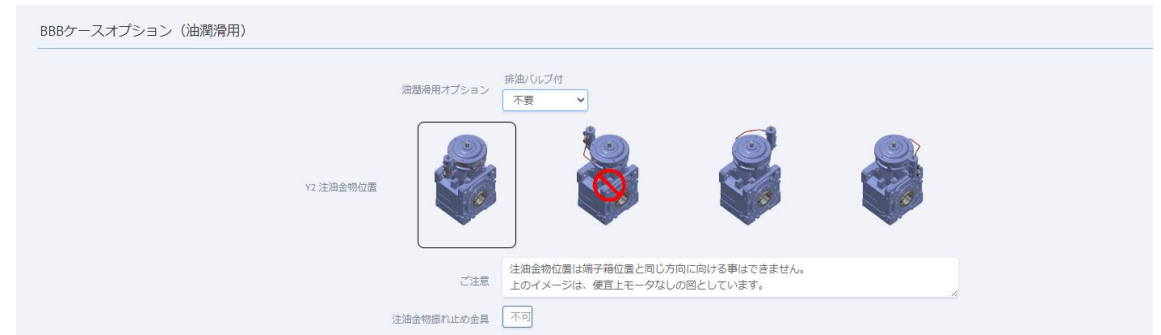 BBBケースオプション（油潤滑用）
排油バルブ付
油潤滑用オプション
不要
Y2 注油金物位置
ご注意
注油金物位置は端子箱位置と同じ方向に向ける事はできません。
上のイメージは、便宜上モータなしの図としています。
注油金物振れ止め金具
不可